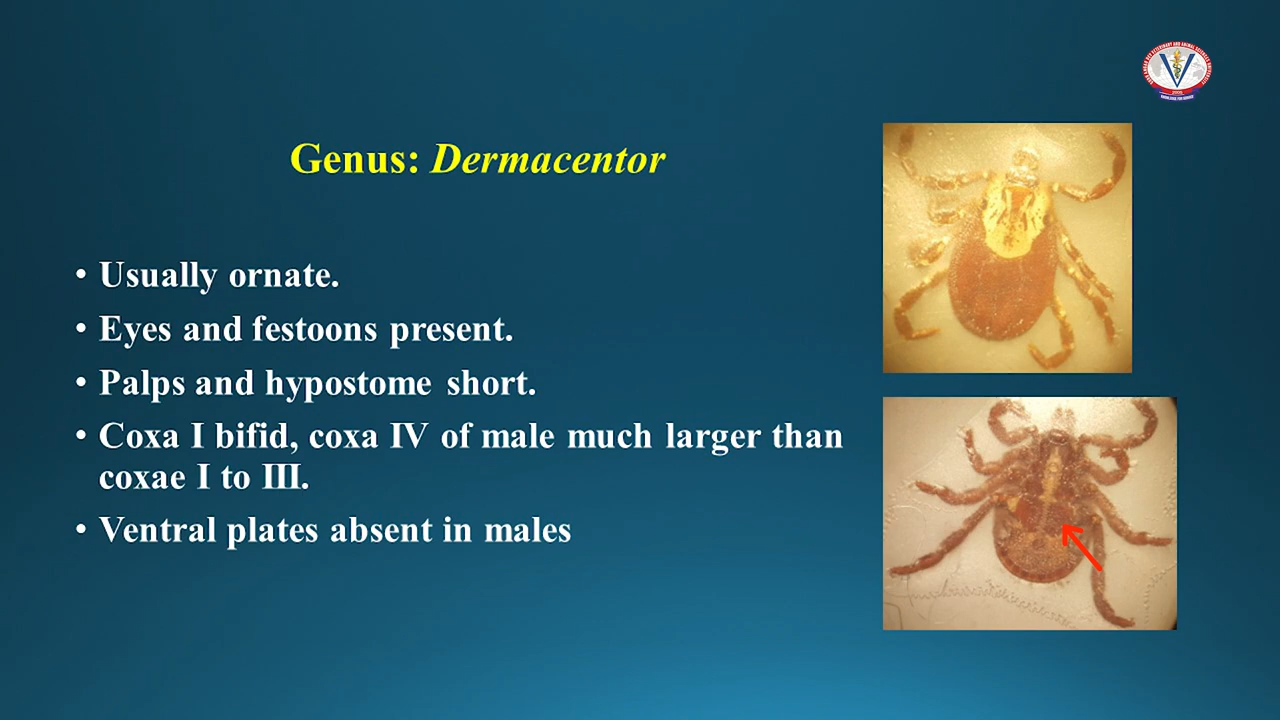 Genus: Dermacentor
• Usually ornate.
• Eyes and festoons present.
• Palps and hypostome short.
• Coxa I bifid, coxa IV of male much larger than
coxae I to III.
• Ventral plates absent in males
V